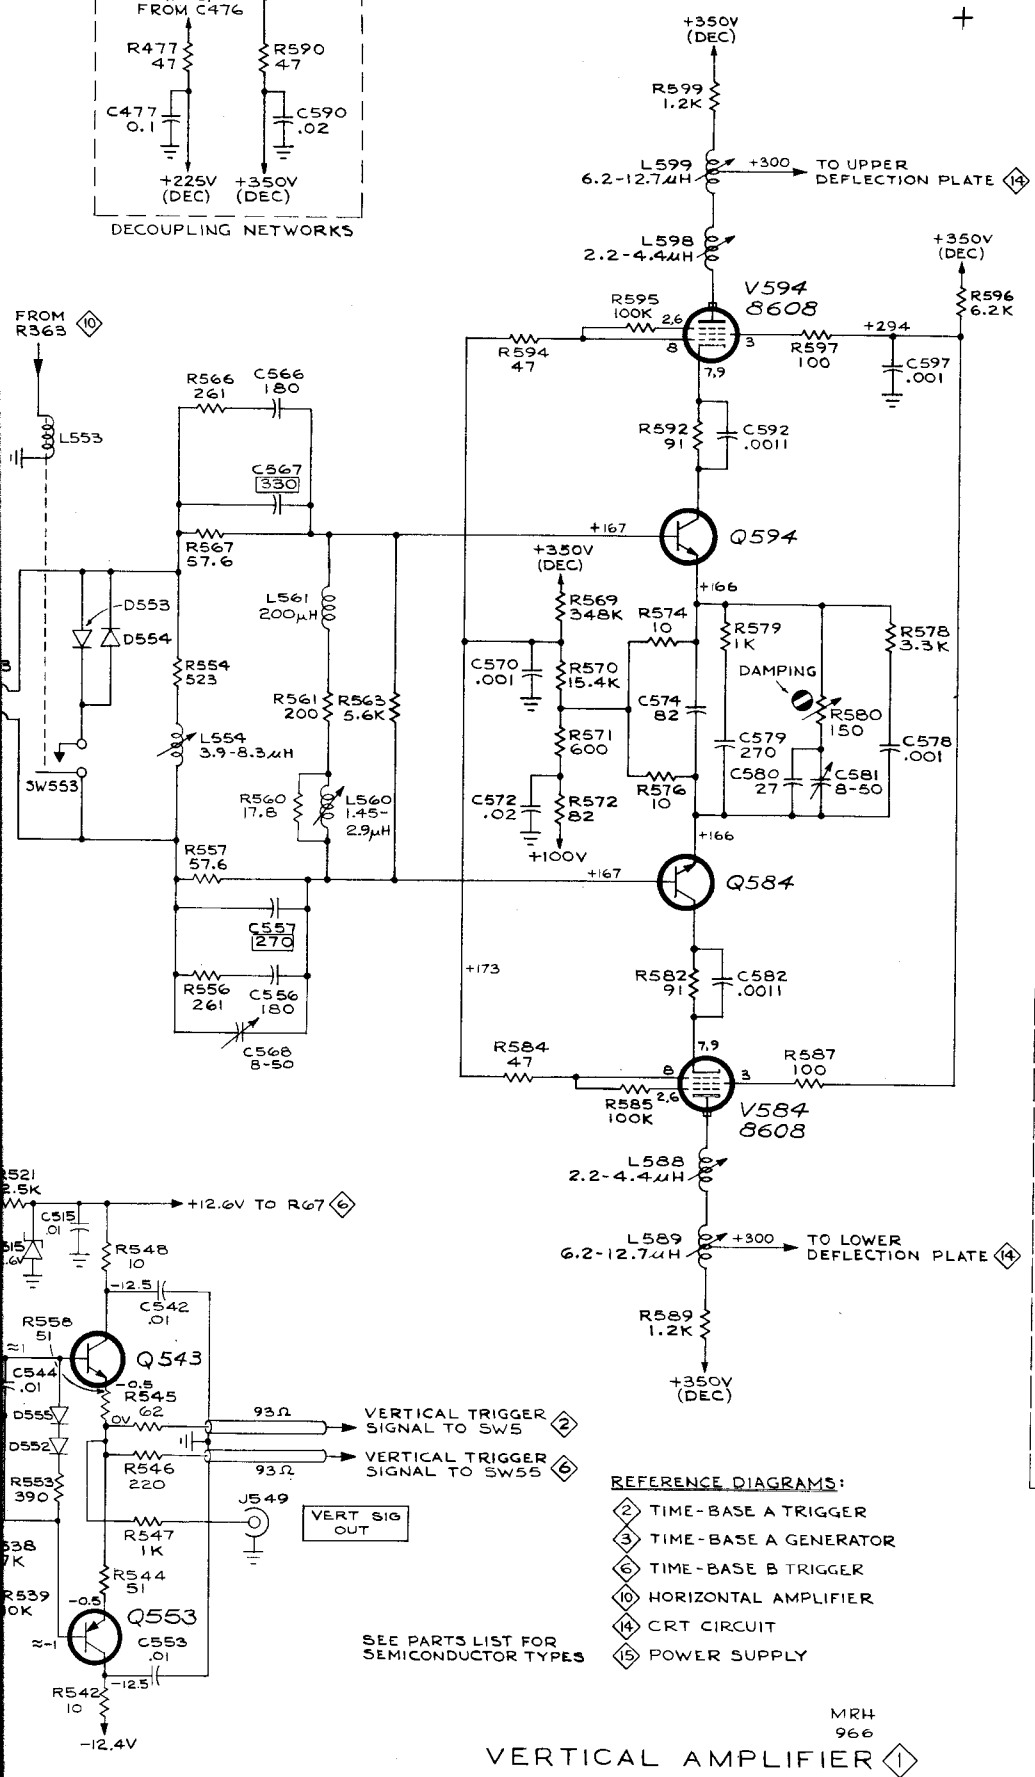 FROM C476
R477
47
R590
47
C477
0.1
C590
.02
+225V
(DEC)
+350V
(DEC)
DECOUPLING NETWORKS
+350V
(DEC)
R599
1.2K
L599
6.2-12.7μH
+300
TO UPPER
DEFLECTION PLATE 14
L598
2.2-4.4μH
V594
8608
+350V
(DEC)
R596
6.2K
R595
100K
2,6
8
3
7,9
R594
47
R597
100
+294
C597
.001
FROM
R363
10
L553
R566
261
C566
180
C567
330
R567
57.6
R592
91
C592
.0011
+167
Q594
+350V
(DEC)
+166
D553
D554
L561
200μH
R569
348K
R574
10
R579
1K
R578
3.3K
R554
523
C570
.001
R570
15.4K
DAMPING
R561
200
R563
5.6K
C574
82
R580
150
L554
3.9-8.3μH
R571
600
C579
270
C578
.001
SW553
R560
17.8
L560
1.45-
2.9μH
C572
.02
R572
82
R576
10
C580
27
C581
8-50
+100V
+166
R557
57.6
+167
Q584
C557
270
R556
261
C556
180
C568
8-50
+173
R582
91
C582
.0011
R584
47
7,9
8
2,6
3
R587
100
R585
100K
V584
8608
L588
2.2-4.4μH
L589
6.2-12.7μH
+300
TO LOWER
DEFLECTION PLATE 14
R589
1.2K
+350V
(DEC)
R521
2.5K
+12.6V TO R67 6
C515
.01
R548
10
-12.5
C542
.01
R558
51
≈1
Q543
C544
.01
-0.5
R545
62
0V
D555
D552
93Ω
VERTICAL TRIGGER
SIGNAL TO SW5 2
R546
220
93Ω
VERTICAL TRIGGER
SIGNAL TO SW55 6
R553
390
J549
VERT SIG
OUT
R547
1K
R544
51
R539
-0.5
Q553
≈-1
C553
.01
-12.5
R542
10
-12.4V
SEE PARTS LIST FOR
SEMICONDUCTOR TYPES
REFERENCE DIAGRAMS:
2 TIME-BASE A TRIGGER
3 TIME-BASE A GENERATOR
6 TIME-BASE B TRIGGER
10 HORIZONTAL AMPLIFIER
14 CRT CIRCUIT
15 POWER SUPPLY
MRH
966
VERTICAL AMPLIFIER 1